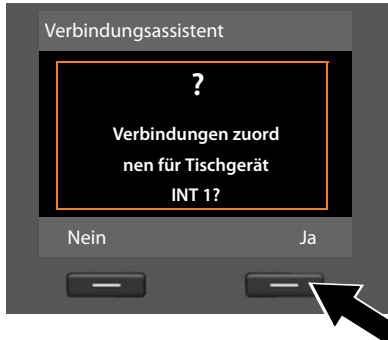 Verbindungsassistent
?
Verbindungen zuord
nen für Tischgerät
INT 1?
Nein Ja